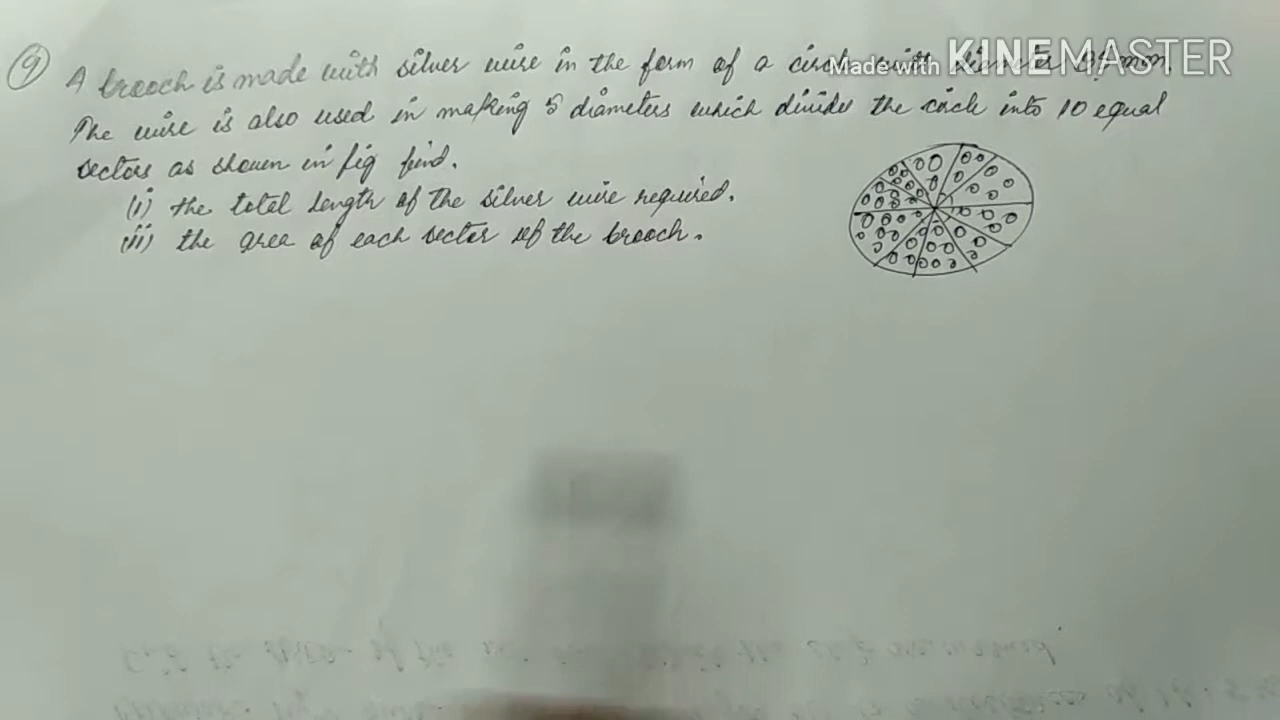 9 A brooch is made with silver wire in the form of a circle with mm.
Made with KINEMASTER
The wire is also used in making 5 diameters which divide the circle into 10 equal
sectors as shown in fig find.
(i) the total length of the silver wire required.
(ii) the area of each sector of the brooch.